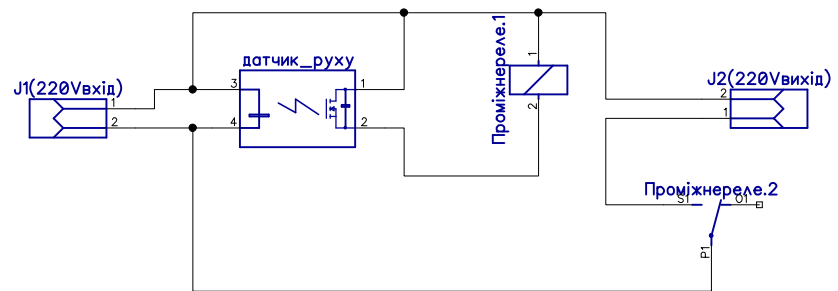 датчик_руху
J1(220Vвхід)
1
2
3
4
1
2
Проміжнереле.1
1
2
J2(220Vвихід)
2
1
Проміжнереле.2
S1
O1
P1